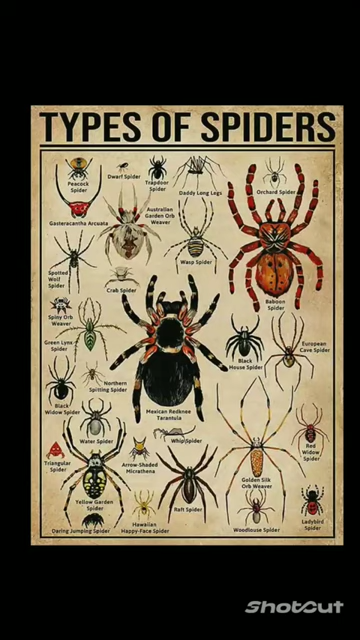 TYPES OF SPIDERS
Peacock
Spider
Dwarf Spider
Trapdoor
Spider
Daddy Long Legs
Orchard Spider
Gasteracantha Arcuata
Australian
Garden Orb
Weaver
Wasp Spider
Spotted
Wolf
Spider
Crab Spider
Baboon
Spider
Spiny Orb
Weaver
Green Lynx
Spider
Black
House Spider
European
Cave Spider
Northern
Spitting Spider
Black
Widow Spider
Mexican Redknee
Tarantula
Water Spider
Whip Spider
Red
Widow
Spider
Triangular
Spider
Arrow-Shaded
Micrathena
Golden Silk
Orb Weaver
Yellow Garden
Spider
Raft Spider
Hawaiian
Happy-Face Spider
Daring Jumping Spider
Woodlouse Spider
Ladybird
Spider
Shotcut